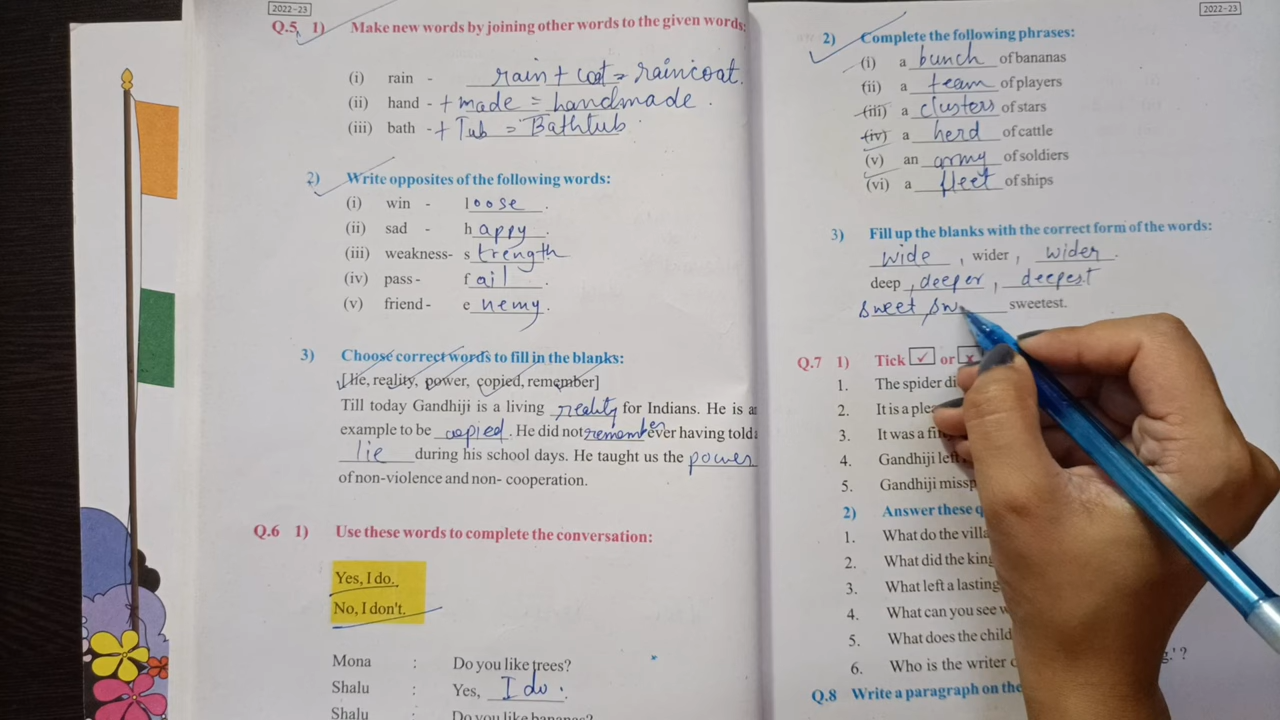 2022-23
Q.5 1) Make new words by joining other words to the given words:
(i) rain - rain + coat = raincoat.
(ii) hand - + made = handmade.
(iii) bath - + Tub = Bathtub
2) Write opposites of the following words:
(i) win - loose.
(ii) sad - happy.
(iii) weakness- strength
(iv) pass - fail.
(v) friend - enemy.
3) Choose correct words to fill in the blanks:
[lie, reality, power, copied, remember]
Till today Gandhiji is a living reality for Indians. He is a
example to be copied. He did not remember ever having told
lie during his school days. He taught us the power
of non-violence and non- cooperation.
Q.6 1) Use these words to complete the conversation:
Yes, I do.
No, I don't.
Mona : Do you like trees?
Shalu : Yes, I do.
Shalu : Do you like bananas?
2022-23
2) Complete the following phrases:
(i) a bunch of bananas
(ii) a team of players
(iii) a clusters of stars
(iv) a herd of cattle
(v) an army of soldiers
(vi) a fleet of ships
3) Fill up the blanks with the correct form of the words:
wide, wider, wider.
deep, deeper, deepest
sweet, sw sweetest.
Q.7 1) Tick ✓ or x
1. The spider
2. It is a
3. It was a
4. Gandhiji left
5. Gandhiji
2) Answer these
1. What do the
2. What did the
3. What left a lasting
4. What can you see
5. What does the child
6. Who is the writer ?
Q.8 Write a paragraph on the